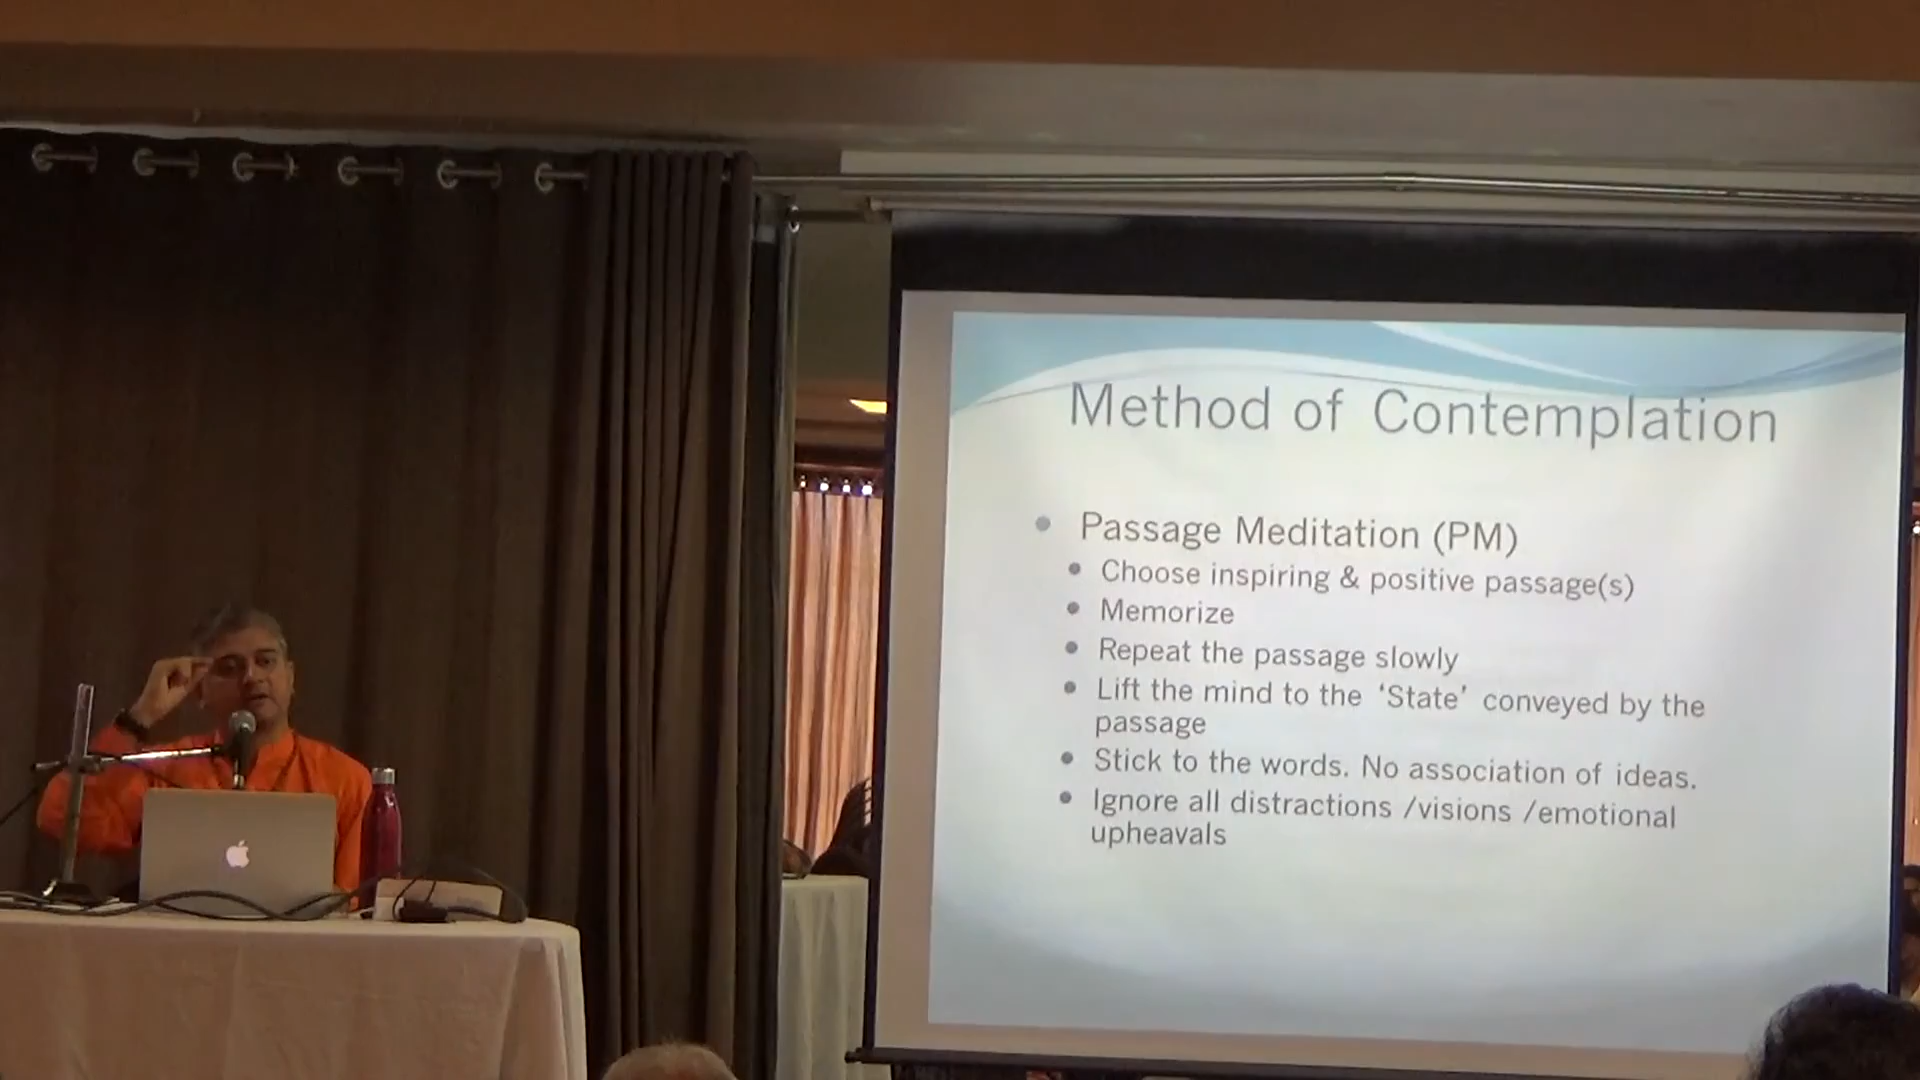 Method of Contemplation
Passage Meditation (PM)
Choose inspiring & positive passage(s)
Memorize
Repeat the passage slowly
Lift the mind to the ‘State’ conveyed by the
passage
Stick to the words. No association of ideas.
Ignore all distractions /visions /emotional
upheavals